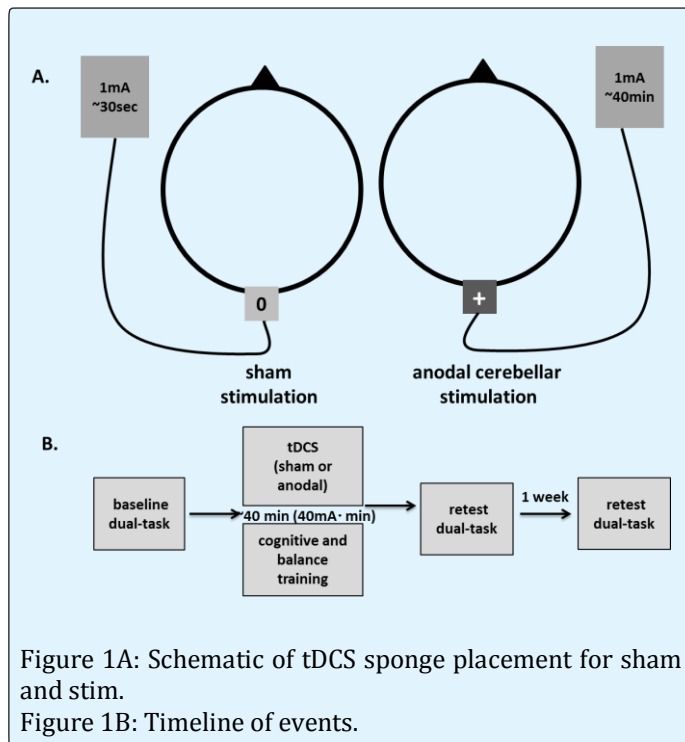 A.
1mA
~30sec
1mA
~40min
0
+
sham
stimulation
anodal cerebellar
stimulation
B.
baseline
dual-task
tDCS
(sham or
anodal)
40 min (40mA· min)
cognitive and
balance
training
retest
dual-task
1 week
retest
dual-task
Figure 1A: Schematic of tDCS sponge placement for sham
and stim.
Figure 1B: Timeline of events.